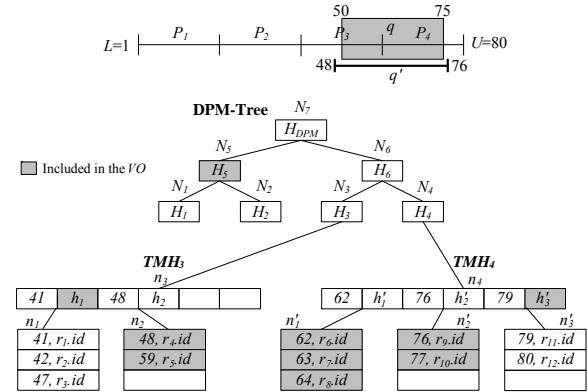 50 75
L=1 P1 P2 P3 q P4 U=80
48 q' 76
DPM-Tree N7
HDPM
N5 N6
Included in the VO H5 H6
N1 N2 N3 N4
H1 H2 H3 H4
TMH3 TMH4
n3 n4
41 h1 48 h2 62 h'1 76 h'2 79 h'3
n1 n2 n'1 n'2 n'3
41, r1.id 48, r4.id 62, r6.id 76, r9.id 79, r11.id
42, r2.id 59, r5.id 63, r7.id 77, r10.id 80, r12.id
47, r3.id 64, r8.id